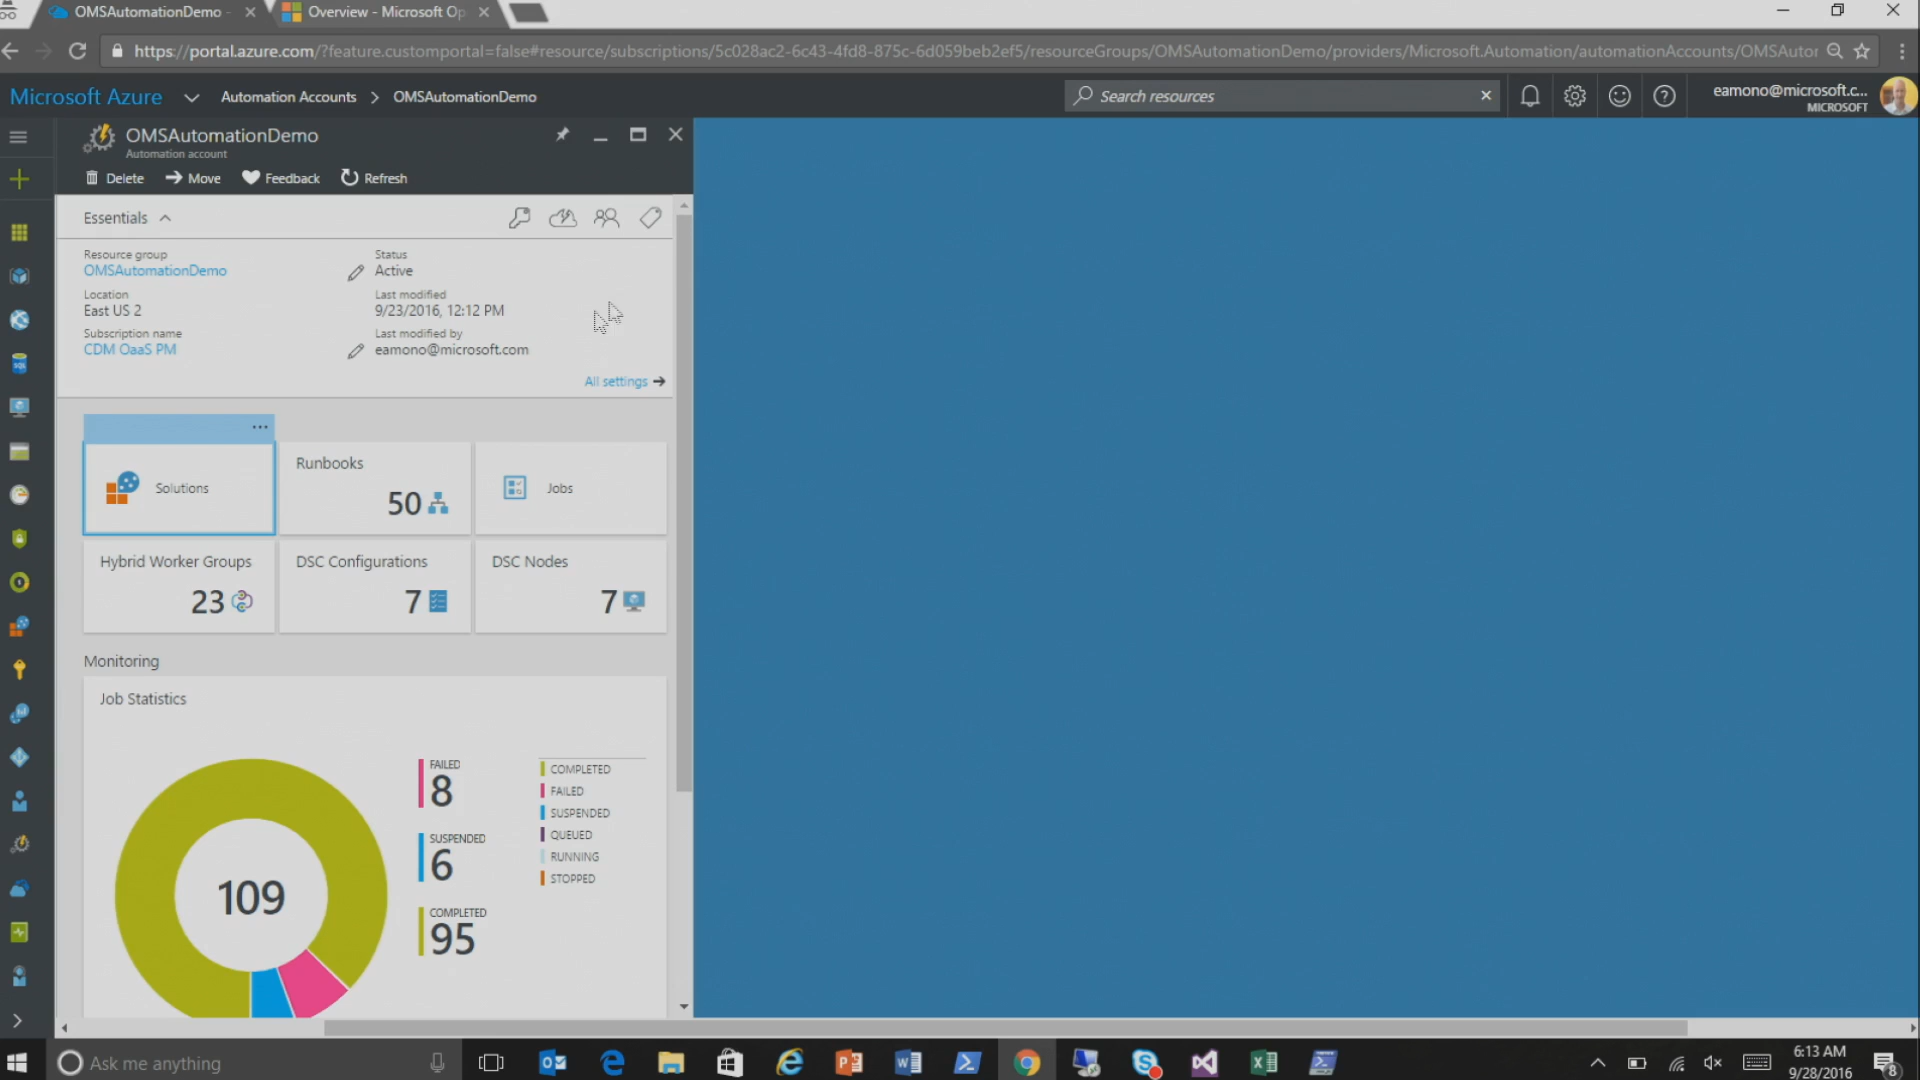 OMSAutomationDemo -
Overview - Microsoft Op
https://portal.azure.com/?feature.customportal=false#resource/subscriptions/5c028ac2-6c43-4fd8-875c-6d059beb2ef5/resourceGroups/OMSAutomationDemo/providers/Microsoft.Automation/automationAccounts/OMSAutor
Microsoft Azure
Automation Accounts > OMSAutomationDemo
Search resources
eamono@microsoft.c...
MICROSOFT
OMSAutomationDemo
Automation account
Delete Move Feedback Refresh
Essentials
Resource group
OMSAutomationDemo
Status
Active
Location
East US 2
Last modified
9/23/2016, 12:12 PM
Subscription name
CDM OaaS PM
Last modified by
eamono@microsoft.com
All settings
...
Solutions
Runbooks
50
Jobs
Hybrid Worker Groups
23
DSC Configurations
7
DSC Nodes
7
Monitoring
Job Statistics
109
FAILED
8
SUSPENDED
6
COMPLETED
95
COMPLETED
FAILED
SUSPENDED
QUEUED
RUNNING
STOPPED
Ask me anything
6:13 AM
9/28/2016
8